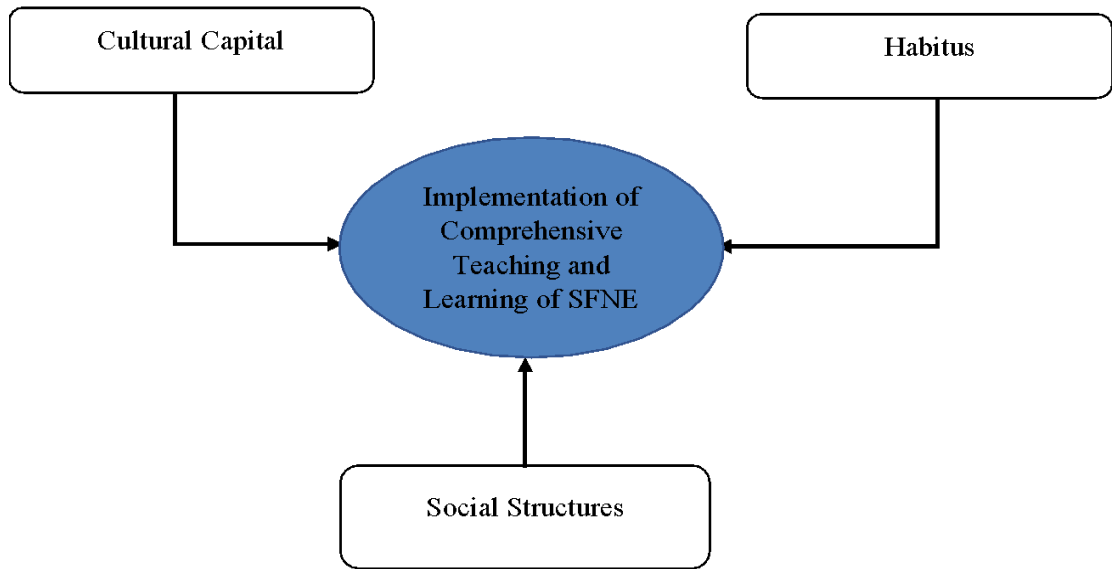 Cultural Capital
Habitus
Implementation of
Comprehensive
Teaching and
Learning of SFNE
Social Structures